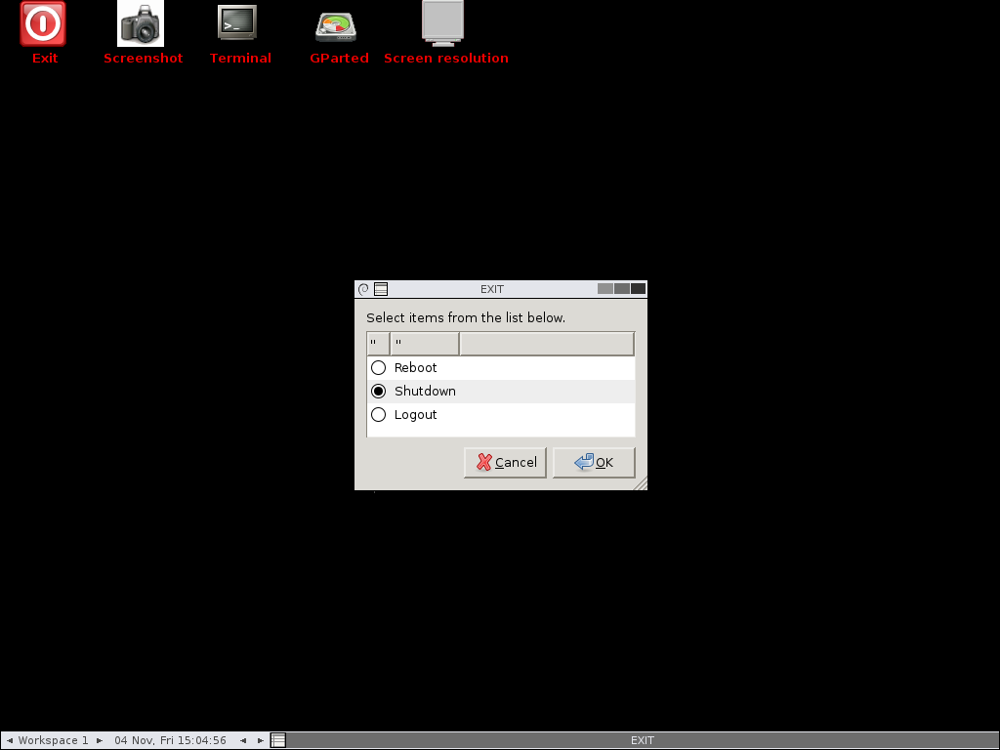 Exit Screenshot Terminal GParted Screen resolution
>_
EXIT
Select items from the list below.
" "
Reboot
Shutdown
Logout
Cancel OK
Workspace 1 04 Nov, Fri 15:04:56 EXIT